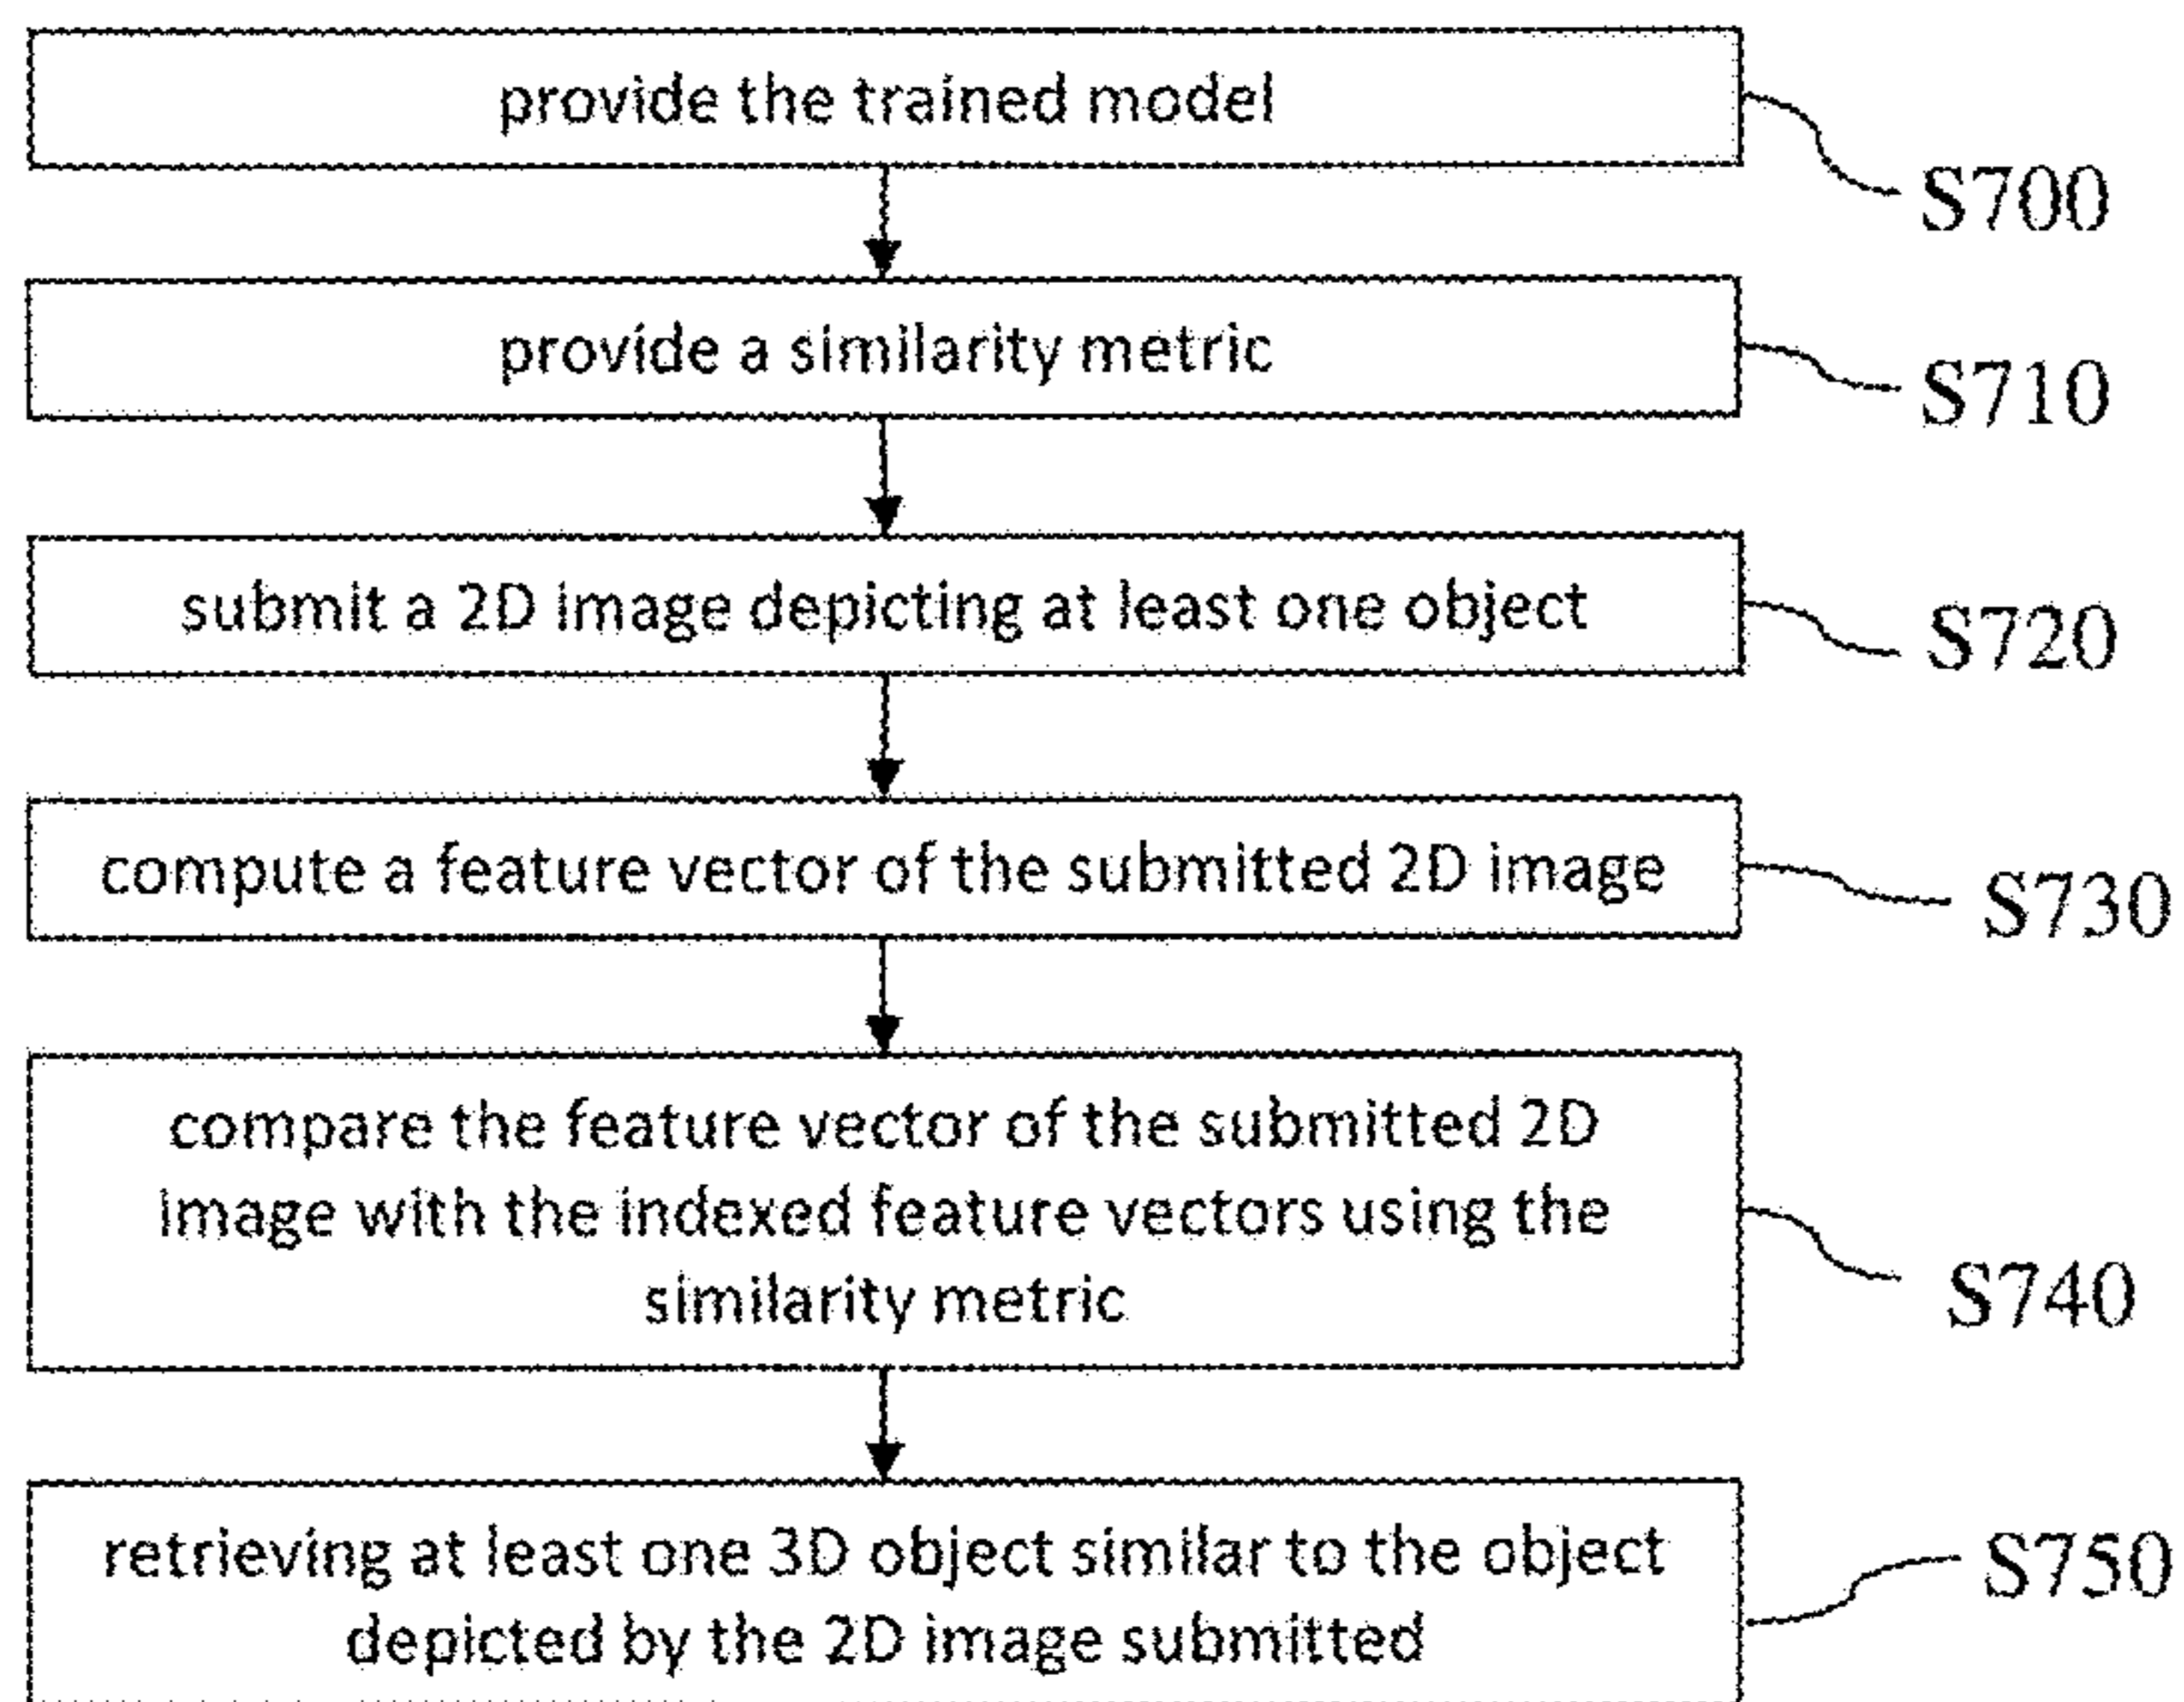 provide the trained model
S700
provide a similarity metric
S710
submit a 2D image depicting at least one object
S720
compute a feature vector of the submitted 2D image
S730
compare the feature vector of the submitted 2D
image with the indexed feature vectors using the
similarity metric
S740
retrieving at least one 3D object similar to the object
depicted by the 2D image submitted
S750